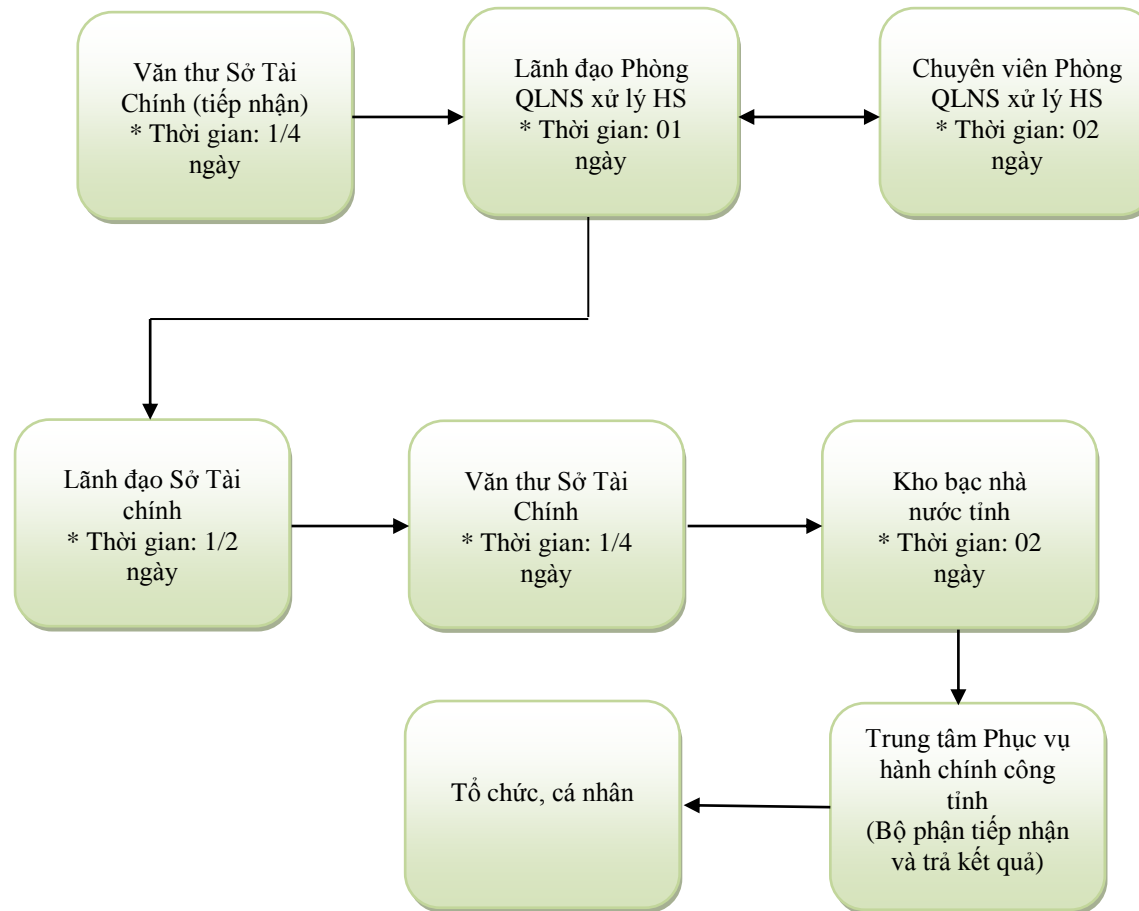 Văn thư Sở Tài
Chính (tiếp nhận)
* Thời gian: 1/4
ngày
Lãnh đạo Phòng
QLNS xử lý HS
* Thời gian: 01
ngày
Chuyên viên Phòng
QLNS xử lý HS
* Thời gian: 02
ngày
Lãnh đạo Sở Tài
chính
* Thời gian: 1/2
ngày
Văn thư Sở Tài
Chính
* Thời gian: 1/4
ngày
Kho bạc nhà
nước tỉnh
* Thời gian: 02
ngày
Trung tâm Phục vụ
hành chính công
tỉnh
(Bộ phận tiếp nhận
và trả kết quả)
Tổ chức, cá nhân